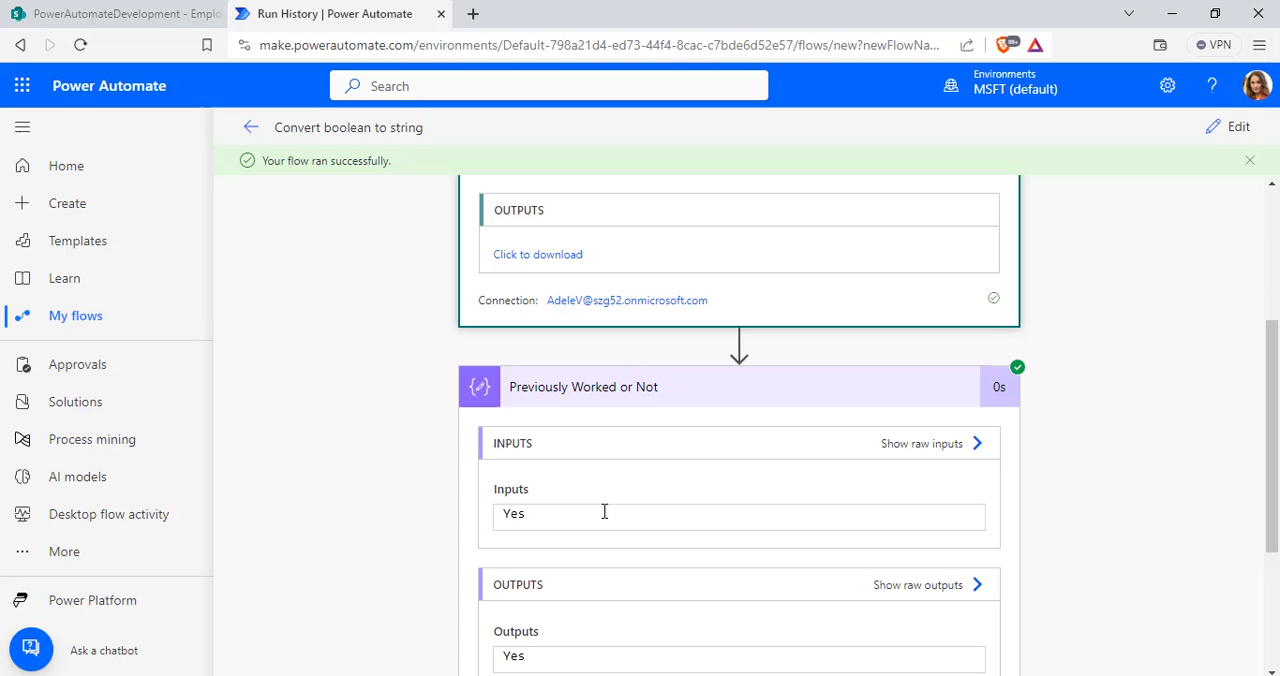 PowerAutomateDevelopment - Emplo
Run History | Power Automate
make.powerautomate.com/environments/Default-798a21d4-ed73-44f4-8cac-c7bde6d52e57/flows/new?newFlowNa...
99+
VPN
Power Automate
Search
Environments
MSFT (default)
Convert boolean to string
Edit
Your flow ran successfully.
Home
Create
Templates
Learn
My flows
Approvals
Solutions
Process mining
AI models
Desktop flow activity
More
Power Platform
Ask a chatbot
OUTPUTS
Click to download
Connection: AdeleV@szg52.onmicrosoft.com
Previously Worked or Not
0s
INPUTS
Show raw inputs
Inputs
Yes
OUTPUTS
Show raw outputs
Outputs
Yes